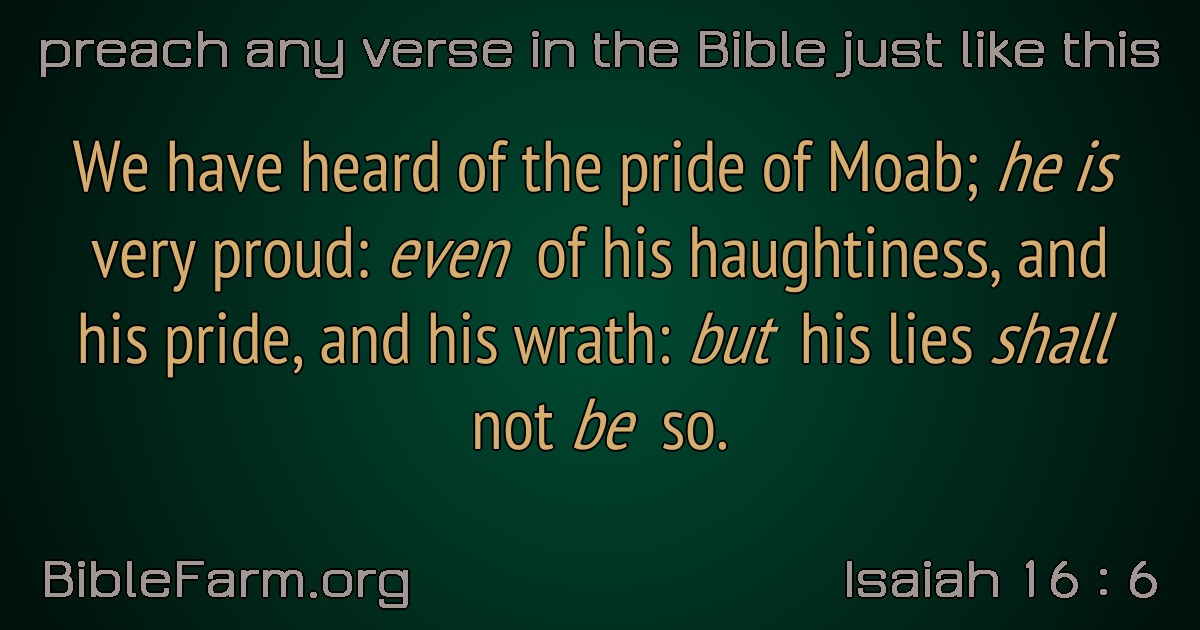 preach any verse in the Bible just like this
We have heard of the pride of Moab; he is
very proud: even of his haughtiness, and
his pride, and his wrath: but his lies shall
not be so.
BibleFarm.org
Isaiah 16 : 6